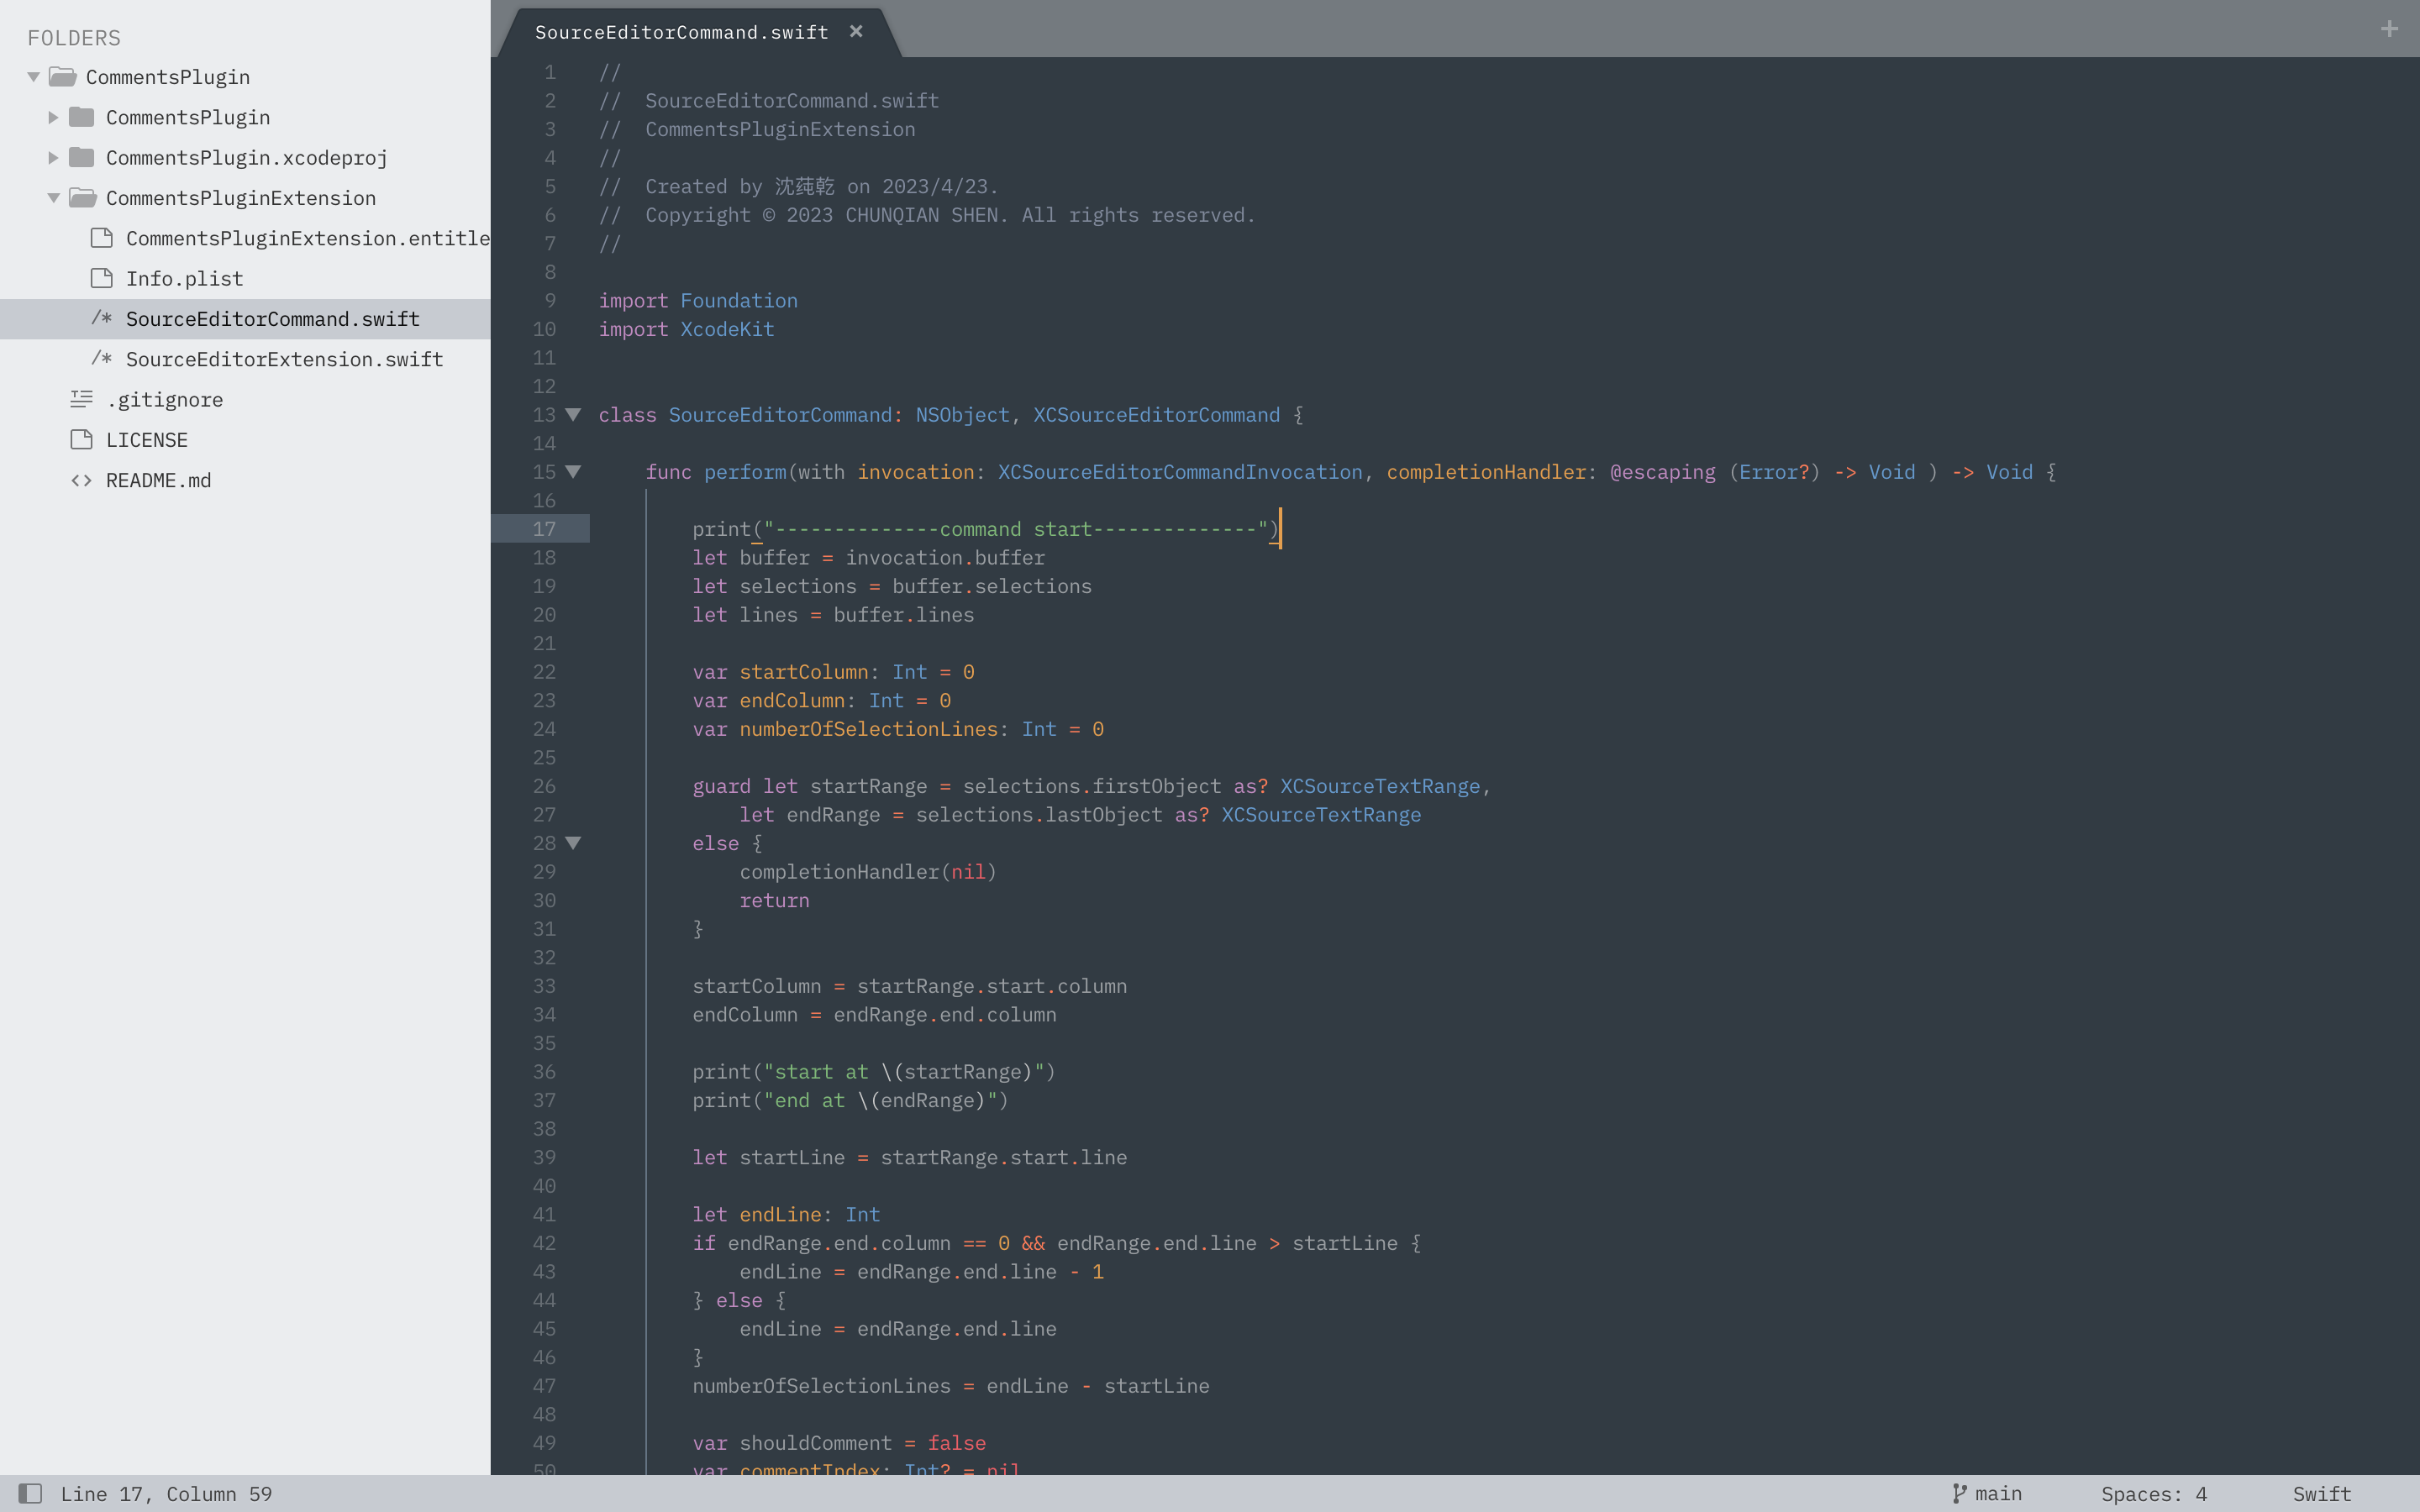 FOLDERS
CommentsPlugin
CommentsPlugin
CommentsPlugin.xcodeproj
CommentsPluginExtension
CommentsPluginExtension.entitle
Info.plist
/* SourceEditorCommand.swift
/* SourceEditorExtension.swift
.gitignore
LICENSE
<> README.md
SourceEditorCommand.swift × +
1 //
2 //  SourceEditorCommand.swift
3 //  CommentsPluginExtension
4 //
5 //  Created by 沈莼乾 on 2023/4/23.
6 //  Copyright © 2023 CHUNQIAN SHEN. All rights reserved.
7 //
8
9 import Foundation
10 import XcodeKit
11
12
13 class SourceEditorCommand: NSObject, XCSourceEditorCommand {
14
15     func perform(with invocation: XCSourceEditorCommandInvocation, completionHandler: @escaping (Error?) -> Void ) -> Void {
16
17         print("--------------command start--------------")
18         let buffer = invocation.buffer
19         let selections = buffer.selections
20         let lines = buffer.lines
21
22         var startColumn: Int = 0
23         var endColumn: Int = 0
24         var numberOfSelectionLines: Int = 0
25
26         guard let startRange = selections.firstObject as? XCSourceTextRange,
27             let endRange = selections.lastObject as? XCSourceTextRange
28         else {
29             completionHandler(nil)
30             return
31         }
32
33         startColumn = startRange.start.column
34         endColumn = endRange.end.column
35
36         print("start at \(startRange)")
37         print("end at \(endRange)")
38
39         let startLine = startRange.start.line
40
41         let endLine: Int
42         if endRange.end.column == 0 && endRange.end.line > startLine {
43             endLine = endRange.end.line - 1
44         } else {
45             endLine = endRange.end.line
46         }
47         numberOfSelectionLines = endLine - startLine
48
49         var shouldComment = false
50         var commentIndex: Int? = nil
Line 17, Column 59
main
Spaces: 4
Swift